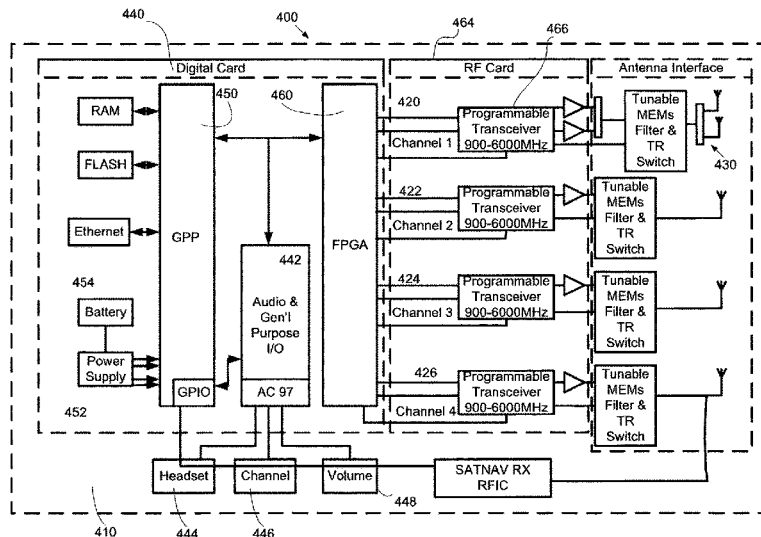 400
440
464
466
Digital Card
RF Card
Antenna Interface
RAM
450
460
420
Programmable
Transceiver
900-6000MHz
Channel 1
Tunable
MEMs
Filter &
TR
Switch
430
FLASH
422
Programmable
Transceiver
900-6000MHz
Channel 2
Tunable
MEMs
Filter &
TR
Switch
Ethernet
GPP
442
FPGA
Audio &
Gen'l
Purpose
I/O
454
Battery
424
Programmable
Transceiver
900-6000MHz
Channel 3
Tunable
MEMs
Filter &
TR
Switch
Power
Supply
GPIO
AC 97
426
Programmable
Transceiver
900-6000MHz
Channel 4
Tunable
MEMs
Filter &
TR
Switch
452
Headset
Channel
Volume
SATNAV RX
RFIC
410
444
446
448